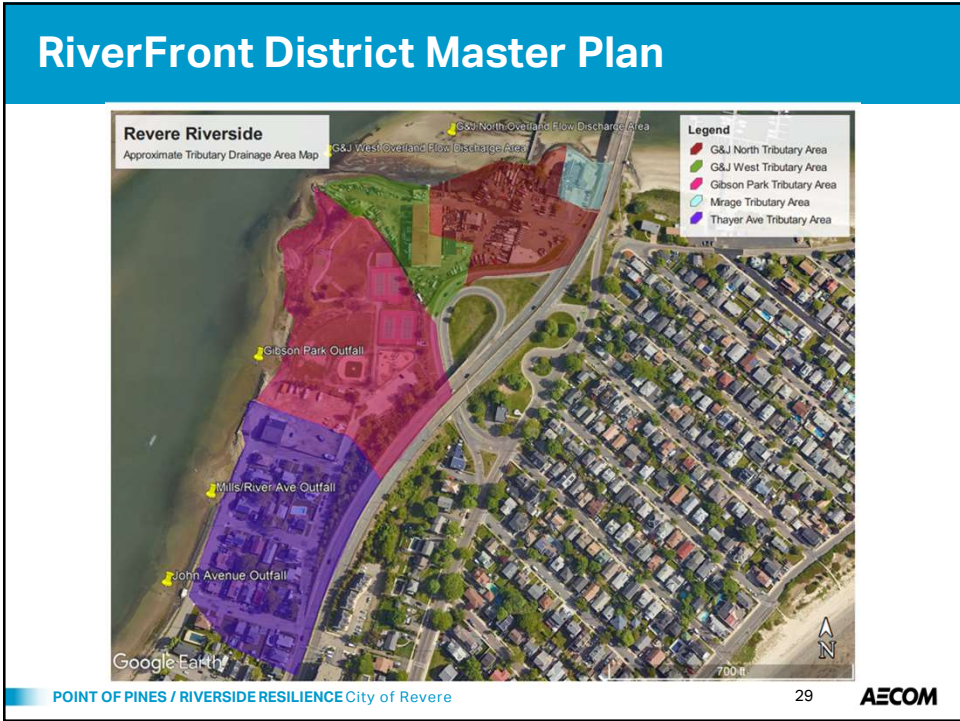 RiverFront District Master Plan
Revere Riverside
Approximate Tributary Drainage Area Map
G&J North Overland Flow Discharge Area
G&J West Overland Flow Discharge Area
Legend
G&J North Tributary Area
G&J West Tributary Area
Gibson Park Tributary Area
Mirage Tributary Area
Thayer Ave Tributary Area
Gibson Park Outfall
Mills/River Ave Outfall
John Avenue Outfall
Google Earth
N
700 ft
POINT OF PINES / RIVERSIDE RESILIENCE City of Revere
29
AECOM